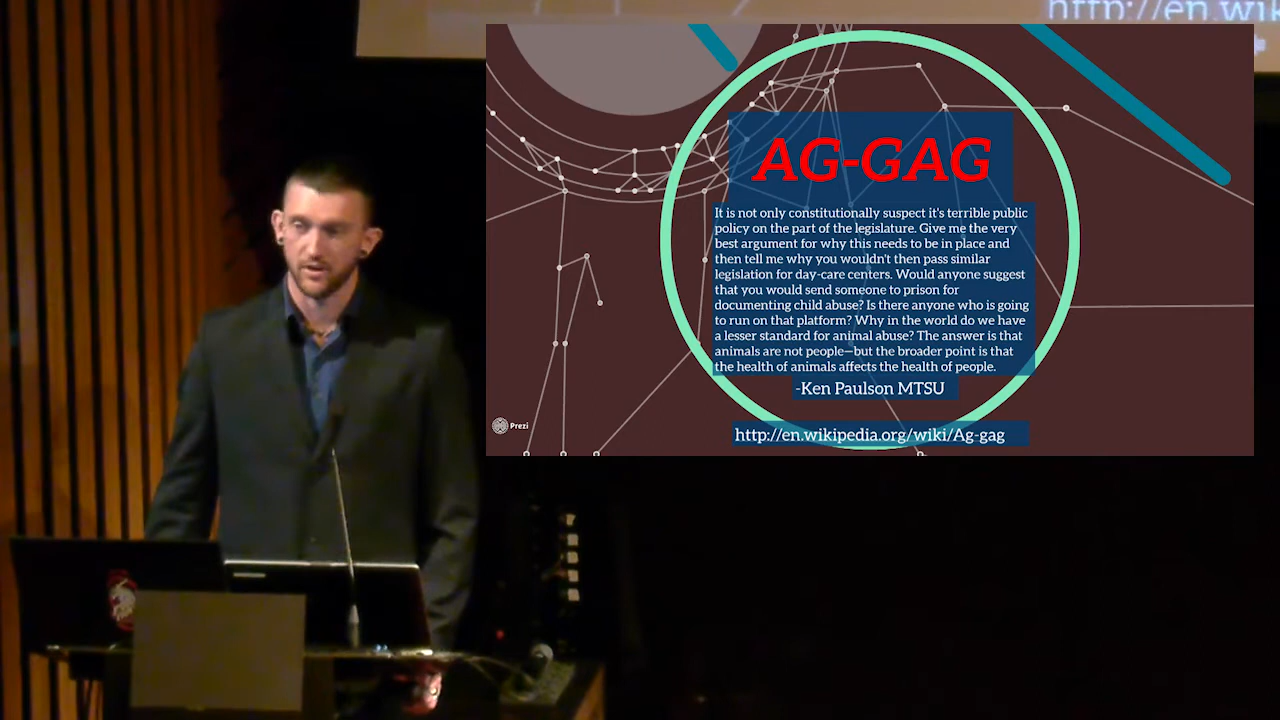 http://en.wik
AG-GAG
It is not only constitutionally suspect it's terrible public
policy on the part of the legislature. Give me the very
best argument for why this needs to be in place and
then tell me why you wouldn't then pass similar
legislation for day-care centers. Would anyone suggest
that you would send someone to prison for
documenting child abuse? Is there anyone who is going
to run on that platform? Why in the world do we have
a lesser standard for animal abuse? The answer is that
animals are not people—but the broader point is that
the health of animals affects the health of people.
-Ken Paulson MTSU
Prezi
http://en.wikipedia.org/wiki/Ag-gag